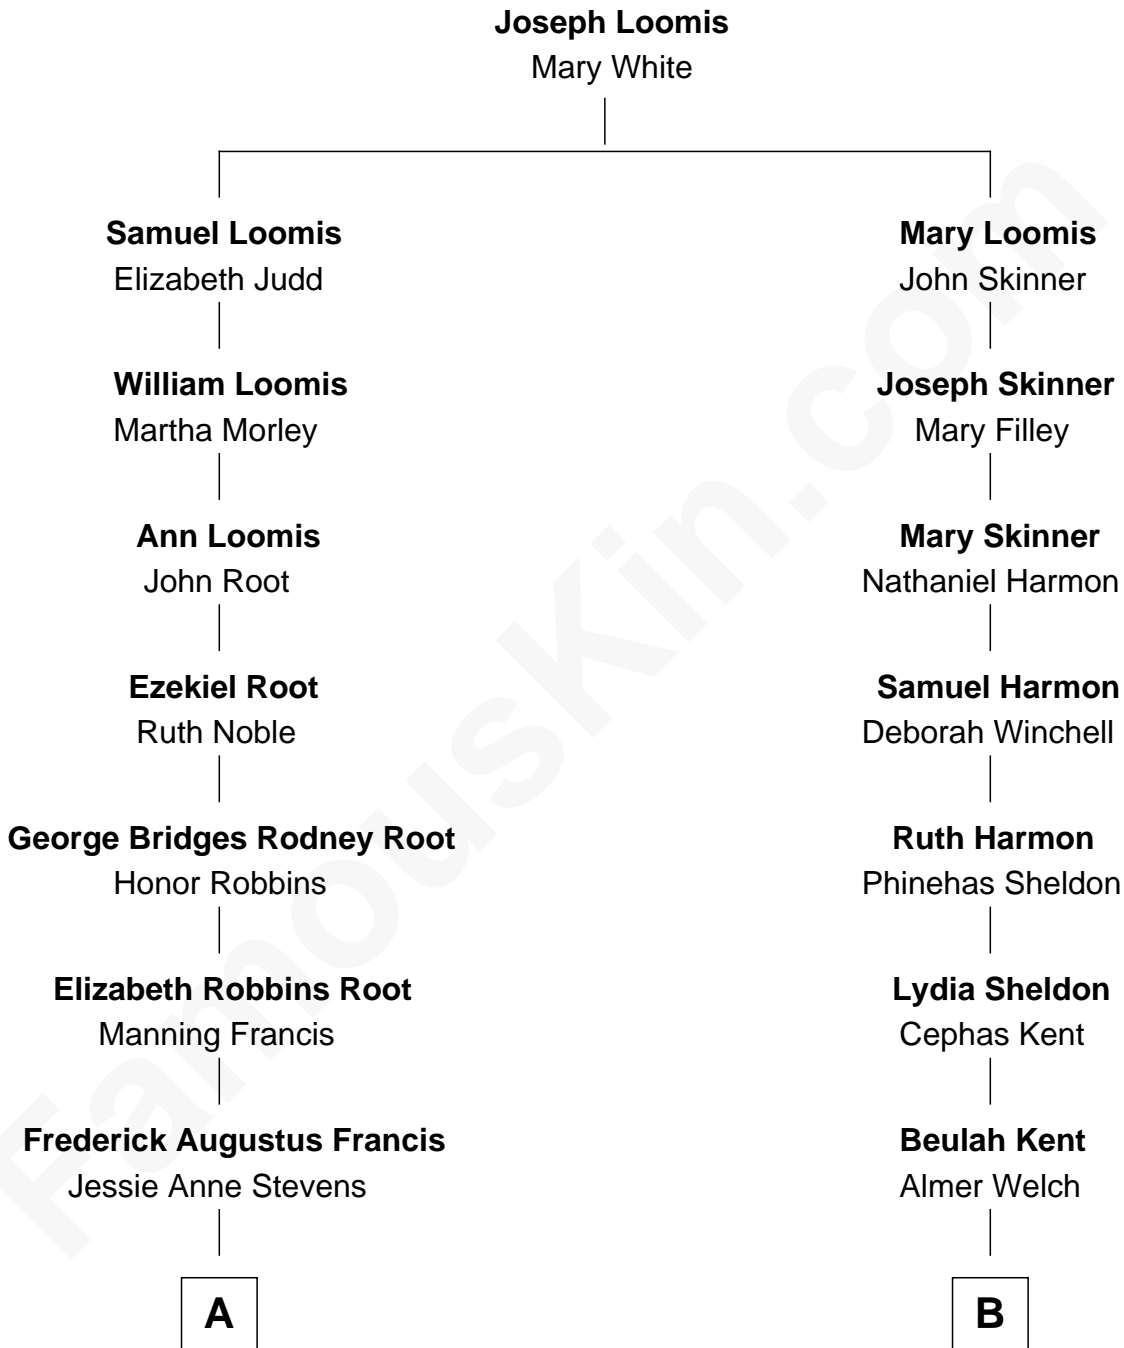 Joseph Loomis
Mary White
Samuel Loomis
Elizabeth Judd
Mary Loomis
John Skinner
William Loomis
Martha Morley
Joseph Skinner
Mary Filley
Ann Loomis
John Root
Mary Skinner
Nathaniel Harmon
Ezekiel Root
Ruth Noble
Samuel Harmon
Deborah Winchell
George Bridges Rodney Root
Honor Robbins
Ruth Harmon
Phinehas Sheldon
Elizabeth Robbins Root
Manning Francis
Lydia Sheldon
Cephas Kent
Frederick Augustus Francis
Jessie Anne Stevens
Beulah Kent
Almer Welch
A
B
FamousKin.com